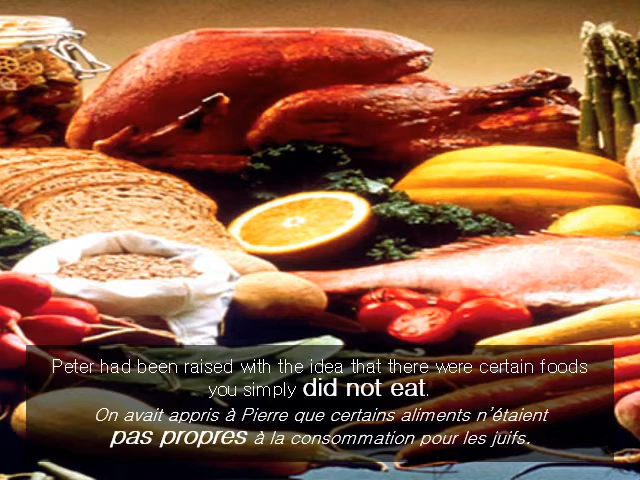 Peter had been raised with the idea that there were certain foods
you simply did not eat.
On avait appris à Pierre que certains aliments n'étaient
pas propres à la consommation pour les juifs.